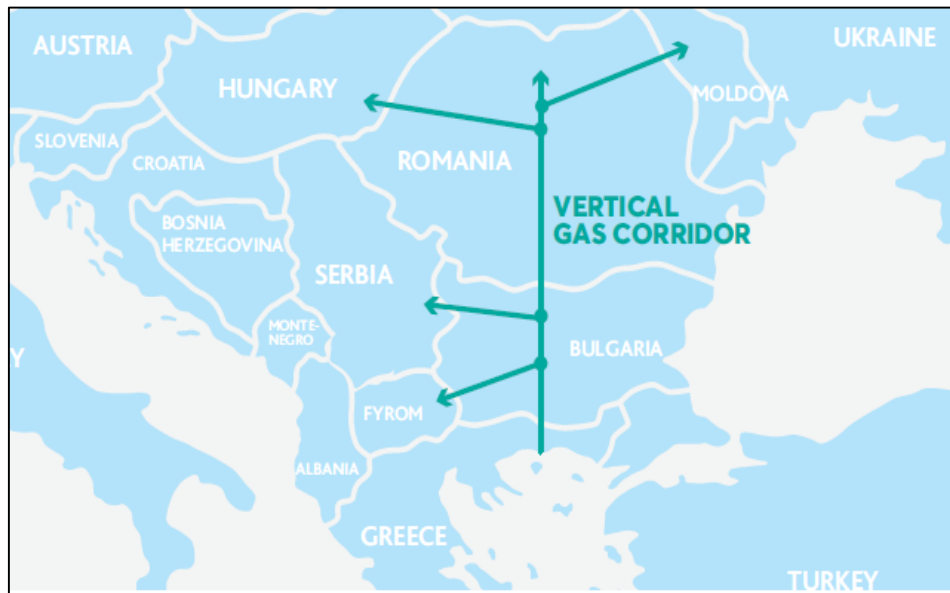 AUSTRIA
UKRAINE
HUNGARY
MOLDOVA
SLOVENIA
CROATIA
ROMANIA
VERTICAL
GAS CORRIDOR
BOSNIA
HERZEGOVINA
SERBIA
MONTE-
NEGRO
BULGARIA
Y
FYROM
ALBANIA
GREECE
TURKEY